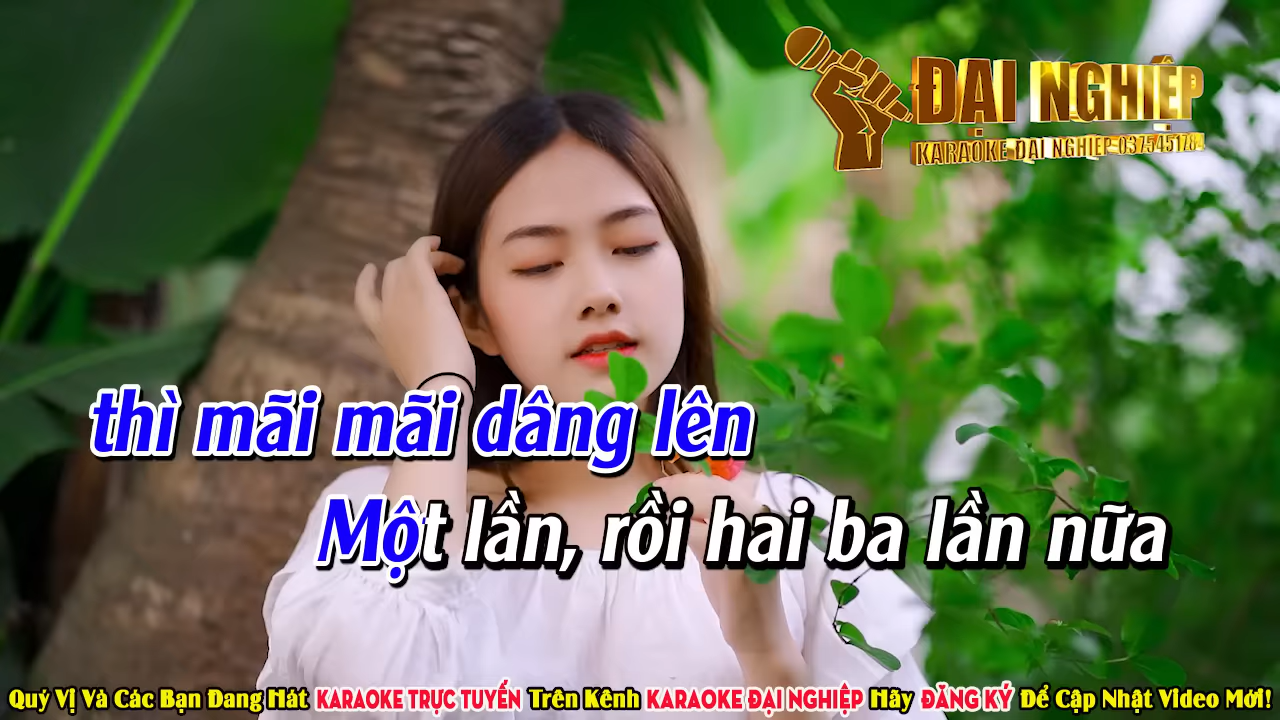 ĐẠI NGHIỆP
KARAOKE ĐẠI NGHIỆP 037545178
thì mãi mãi dâng lên
Một lần, rồi hai ba lần nữa
Quý Vị Và Các Bạn Đang Hát KARAOKE TRỰC TUYẾN Trên Kênh KARAOKE ĐẠI NGHIỆP Hãy ĐĂNG KÝ Để Cập Nhật Video Mới!